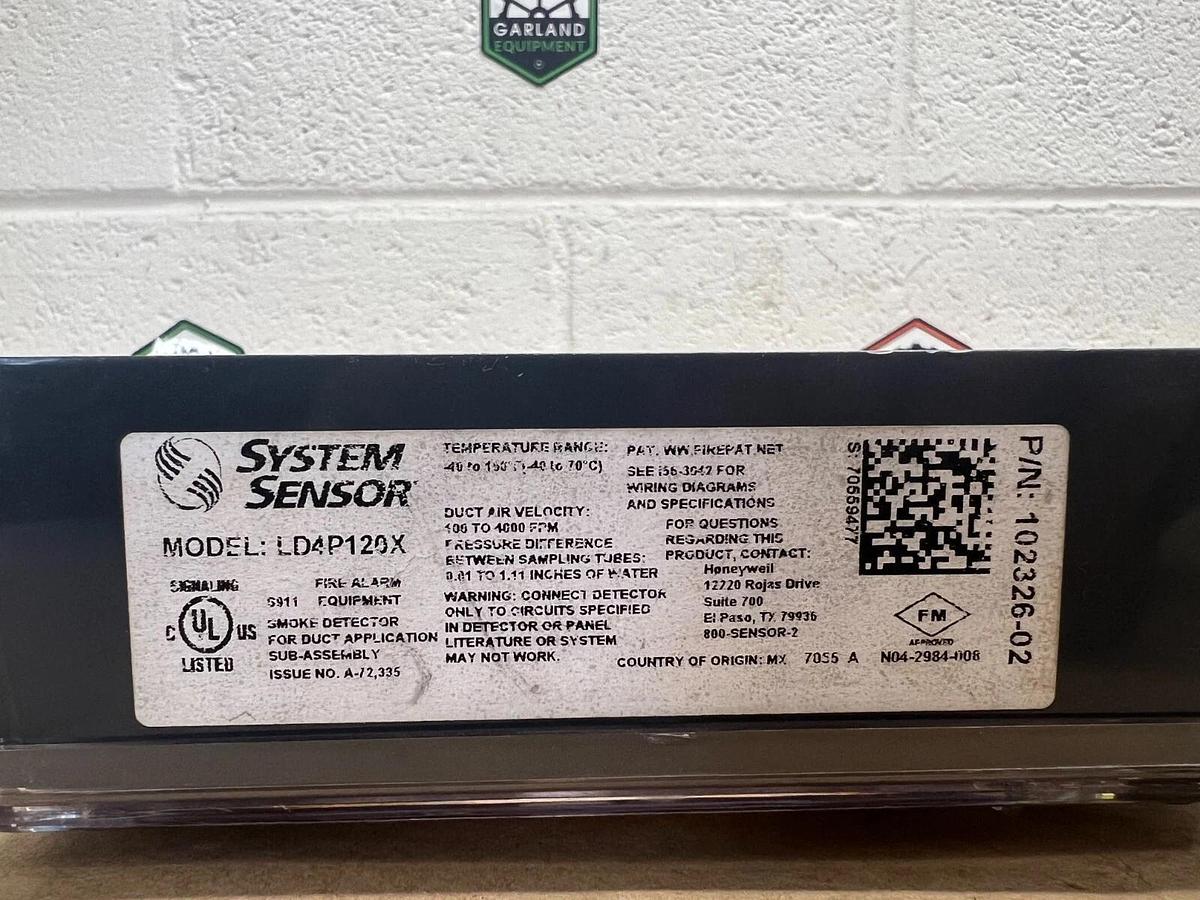 GARLAND
EQUIPMENT
SYSTEM
SENSOR
MODEL: LD4P120X
SIGNALING
C UL US
LISTED
FIRE ALARM
S911 EQUIPMENT
SMOKE DETECTOR
FOR DUCT APPLICATION
SUB-ASSEMBLY
ISSUE NO. A-72,335
TEMPERATURE RANGE:
DUCT AIR VELOCITY:
100 TO 4000 FPM
PRESSURE DIFFERENCE
BETWEEN SAMPLING TUBES:
0.01 TO 1.11 INCHES OF WATER
WARNING: CONNECT DETECTOR
ONLY TO CIRCUITS SPECIFIED
IN DETECTOR OR PANEL
LITERATURE OR SYSTEM
MAY NOT WORK.
PAT. WW.FIREPAT.NET
SEE I56-3042 FOR
WIRING DIAGRAMS
AND SPECIFICATIONS
FOR QUESTIONS
REGARDING THIS
PRODUCT, CONTACT:
Honeywell
12220 Rojas Drive
Suite 700
El Paso, TX 79936
800-SENSOR-2
COUNTRY OF ORIGIN: MX 7055 A N04-2984-008
FM
APPROVED
P/N: 102326-02